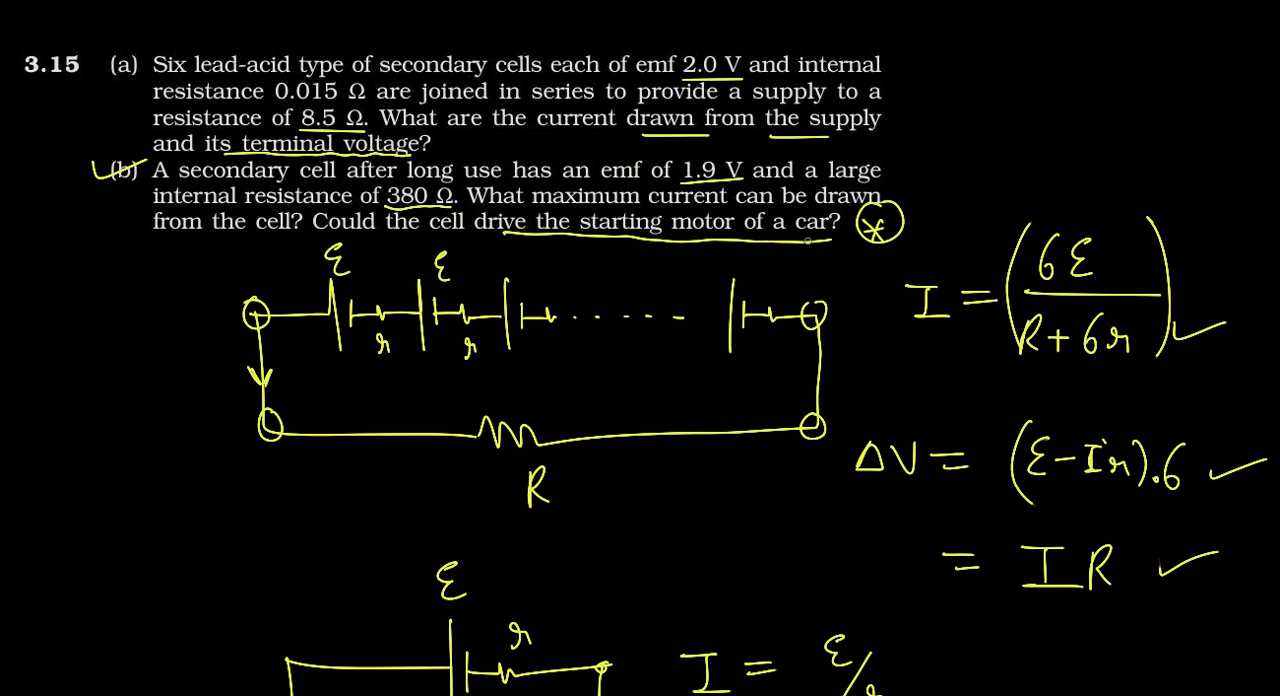 3.15 (a) Six lead-acid type of secondary cells each of emf 2.0 V and internal
resistance 0.015 Ω are joined in series to provide a supply to a
resistance of 8.5 Ω. What are the current drawn from the supply
and its terminal voltage?
(b) A secondary cell after long use has an emf of 1.9 V and a large
internal resistance of 380 Ω. What maximum current can be drawn
from the cell? Could the cell drive the starting motor of a car? *
ε ε
r r
I = (6ε / R + 6r)
R
ΔV = (ε - Ir).6
= IR
ε
r
I = ε/r